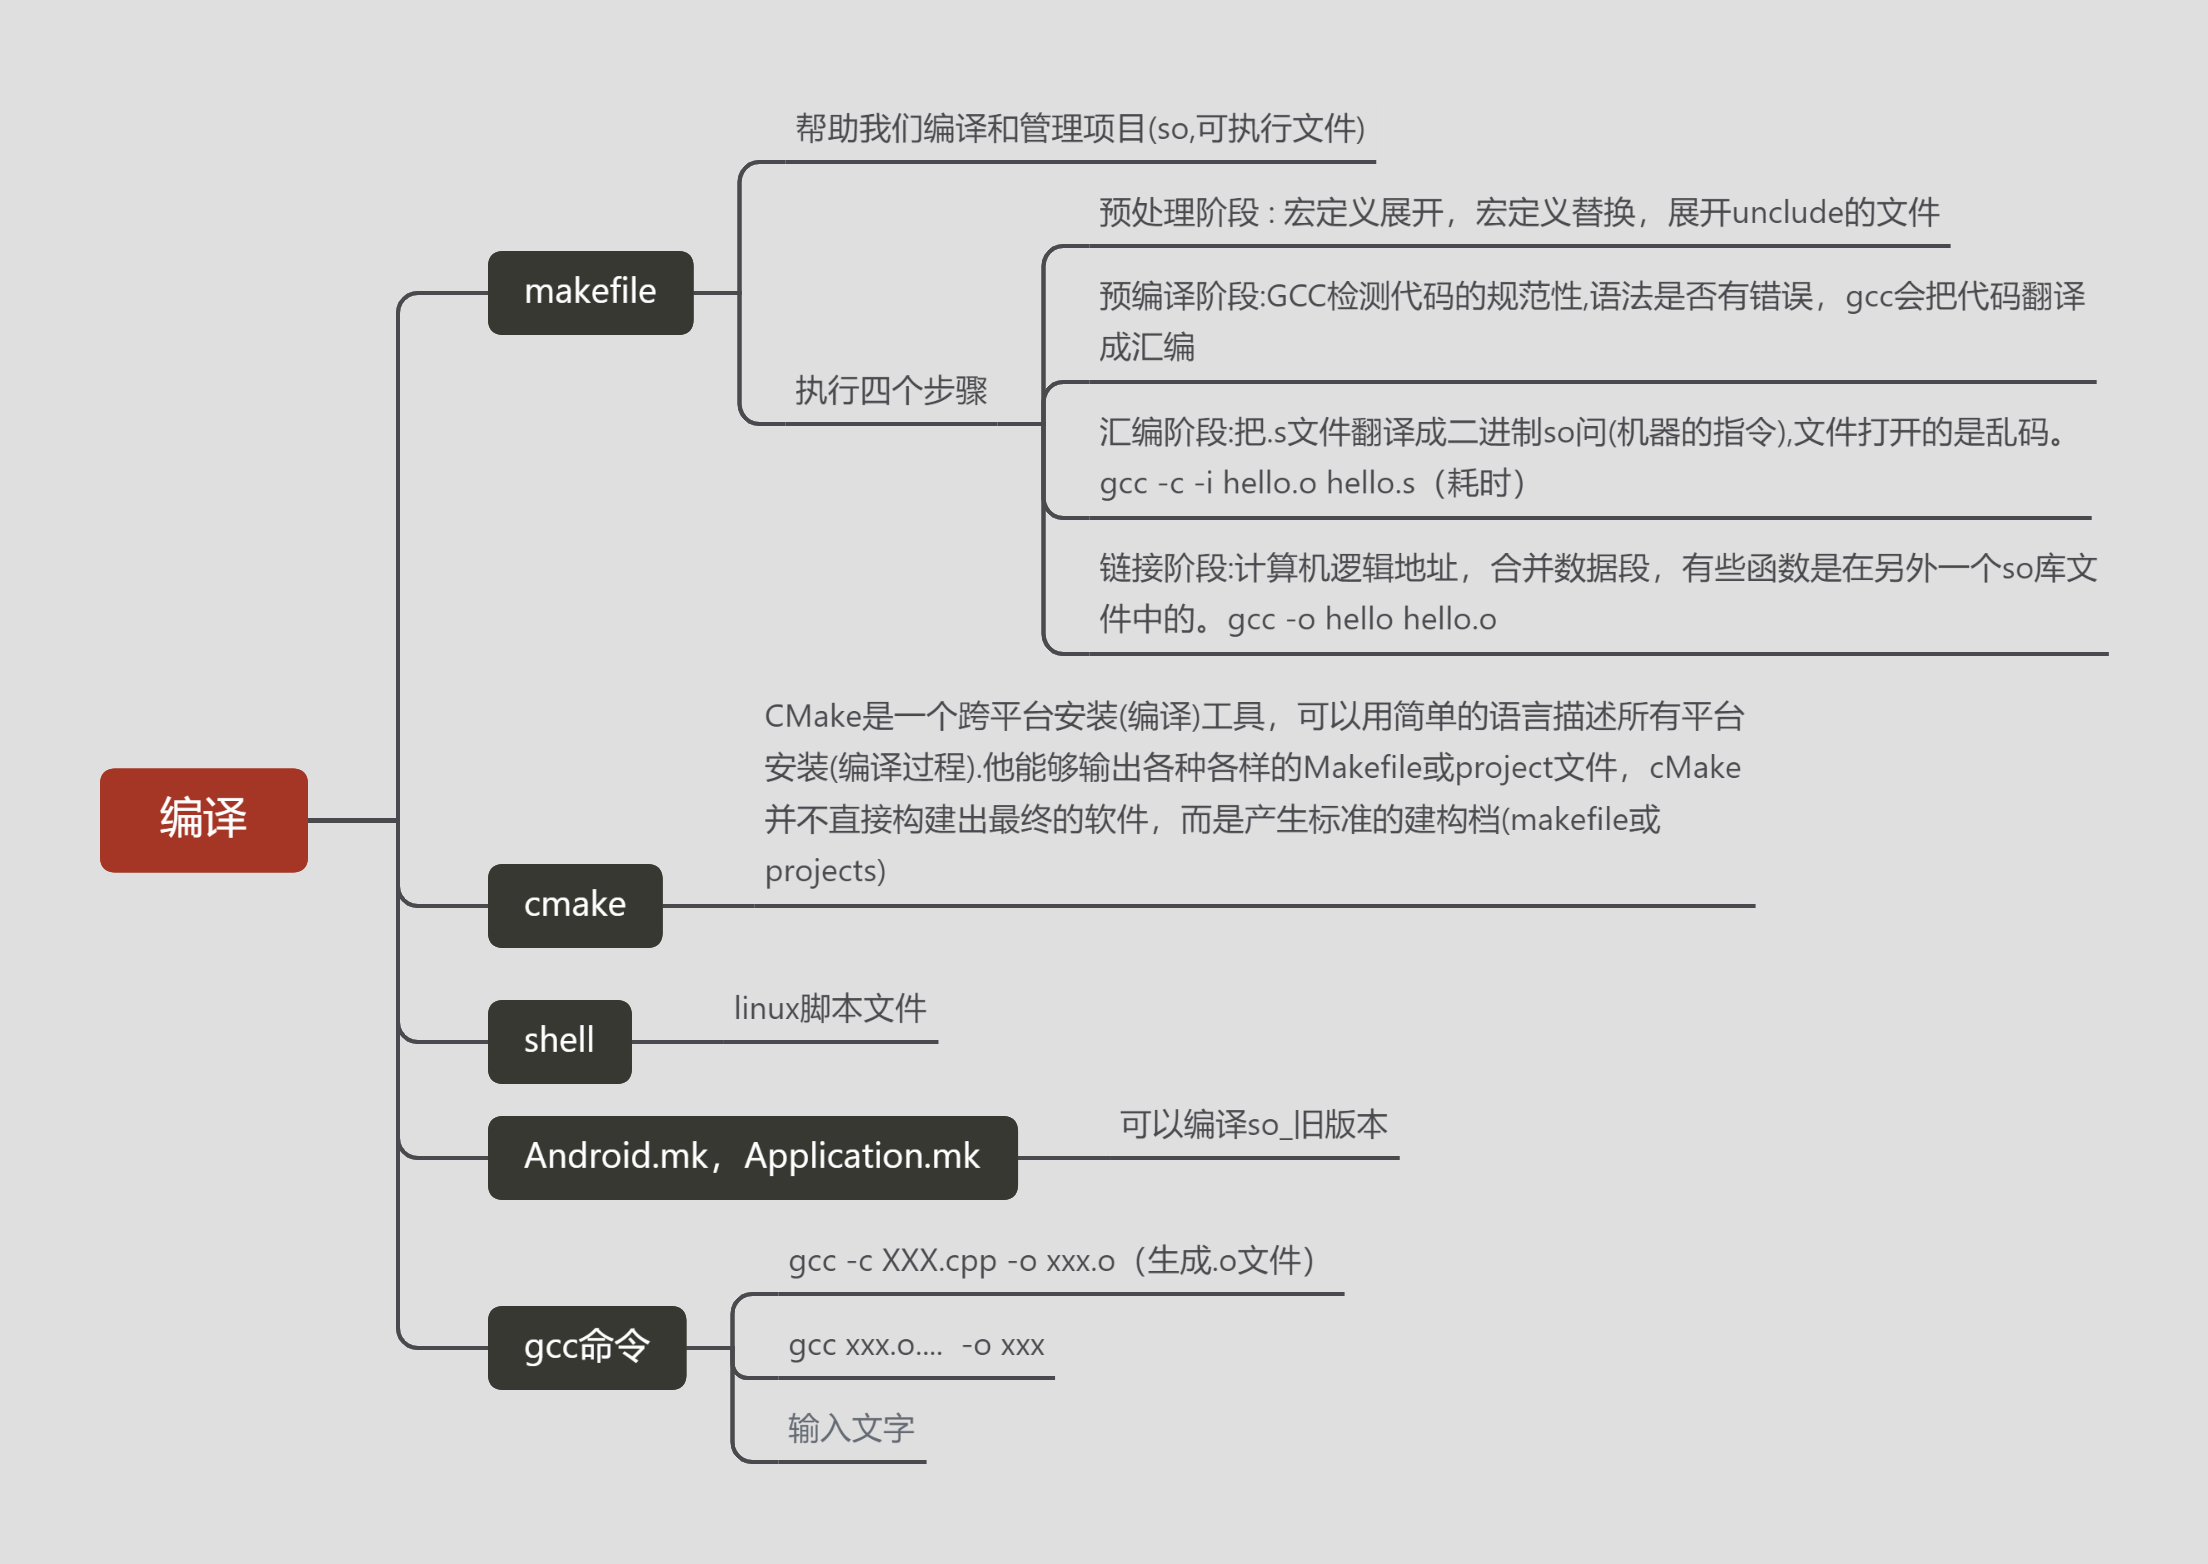 帮助我们编译和管理项目(so,可执行文件)
预处理阶段 : 宏定义展开，宏定义替换，展开unclude的文件
makefile
预编译阶段:GCC检测代码的规范性,语法是否有错误，gcc会把代码翻译
成汇编
执行四个步骤
汇编阶段:把.s文件翻译成二进制so问(机器的指令),文件打开的是乱码。
gcc -c -i hello.o hello.s（耗时）
链接阶段:计算机逻辑地址，合并数据段，有些函数是在另外一个so库文
件中的。gcc -o hello hello.o
编译
CMake是一个跨平台安装(编译)工具，可以用简单的语言描述所有平台
安装(编译过程).他能够输出各种各样的Makefile或project文件，cMake
并不直接构建出最终的软件，而是产生标准的建构档(makefile或
projects)
cmake
linux脚本文件
shell
可以编译so_旧版本
Android.mk，Application.mk
gcc -c XXX.cpp -o xxx.o（生成.o文件）
gcc命令
gcc xxx.o....  -o xxx
输入文字